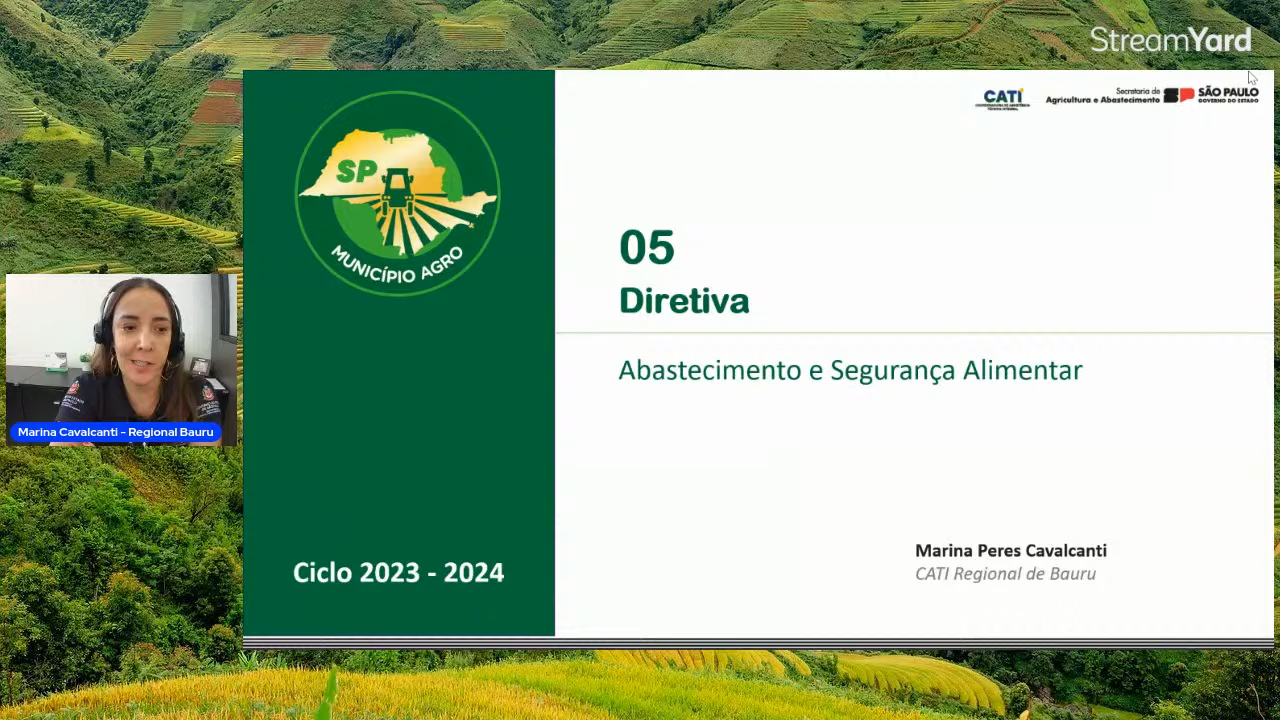 StreamYard
CATI
Secretaria de
Agricultura e Abastecimento
SP
SÃO PAULO
GOVERNO DO ESTADO
SP
MUNICÍPIO AGRO
05
Diretiva
Abastecimento e Segurança Alimentar
Marina Cavalcanti - Regional Bauru
Marina Peres Cavalcanti
CATI Regional de Bauru
Ciclo 2023 - 2024